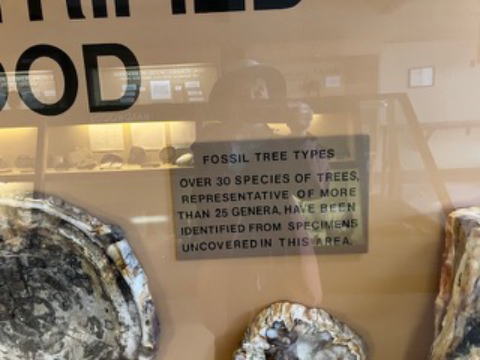 OOD
FOSSIL TREE TYPES
OVER 30 SPECIES OF TREES,
REPRESENTATIVE OF MORE
THAN 25 GENERA, HAVE BEEN
IDENTIFIED FROM SPECIMENS
UNCOVERED IN THIS AREA.